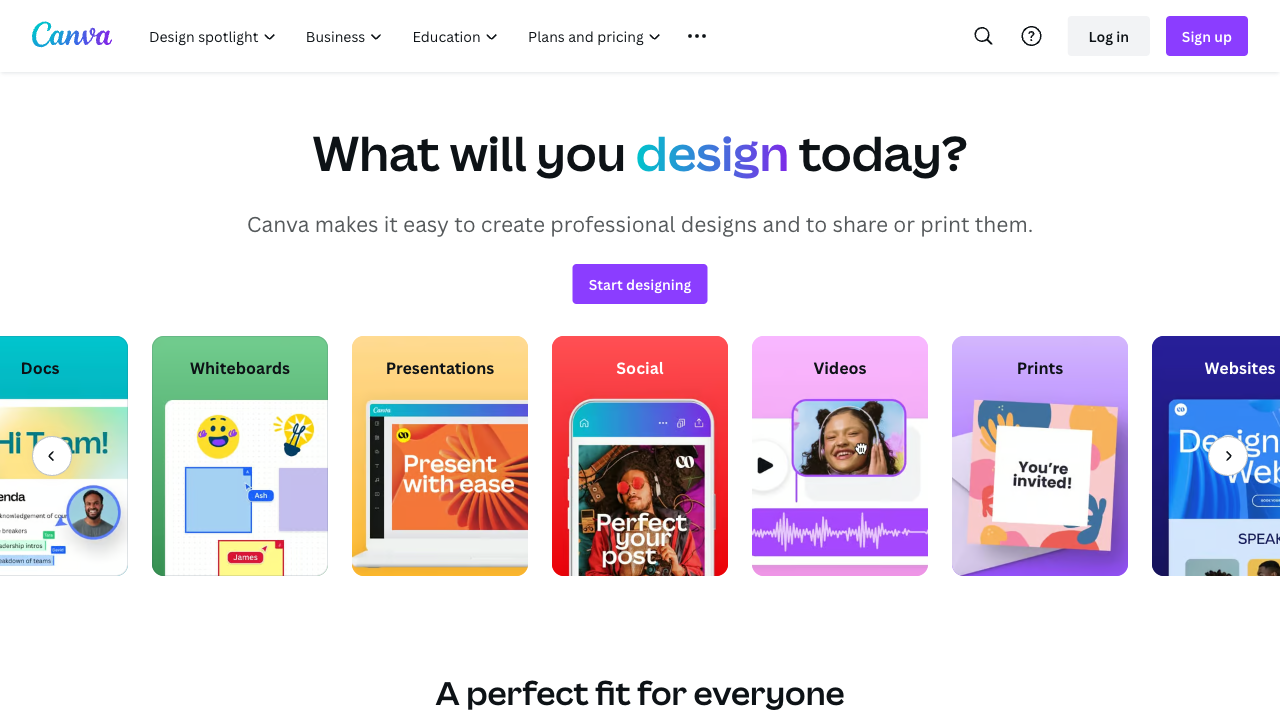 Canva
Design spotlight
Business
Education
Plans and pricing
Log in
Sign up
What will you design today?
Canva makes it easy to create professional designs and to share or print them.
Start designing
Docs
Hi Team!
enda
knowledgement of cou
e breakers
adership intros
eakdown of teams
Whiteboards
Ash
James
Presentations
Canva
Present
with ease
Social
Perfect
your
post
Videos
Prints
You're
invited!
Websites
Design
Web
SPEAK
A perfect fit for everyone